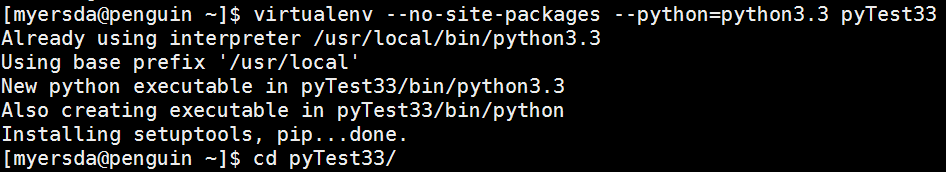 [myersda@penguin ~]$ virtualenv --no-site-packages --python=python3.3 pyTest33
Already using interpreter /usr/local/bin/python3.3
Using base prefix '/usr/local'
New python executable in pyTest33/bin/python3.3
Also creating executable in pyTest33/bin/python
Installing setuptools, pip...done.
[myersda@penguin ~]$ cd pyTest33/